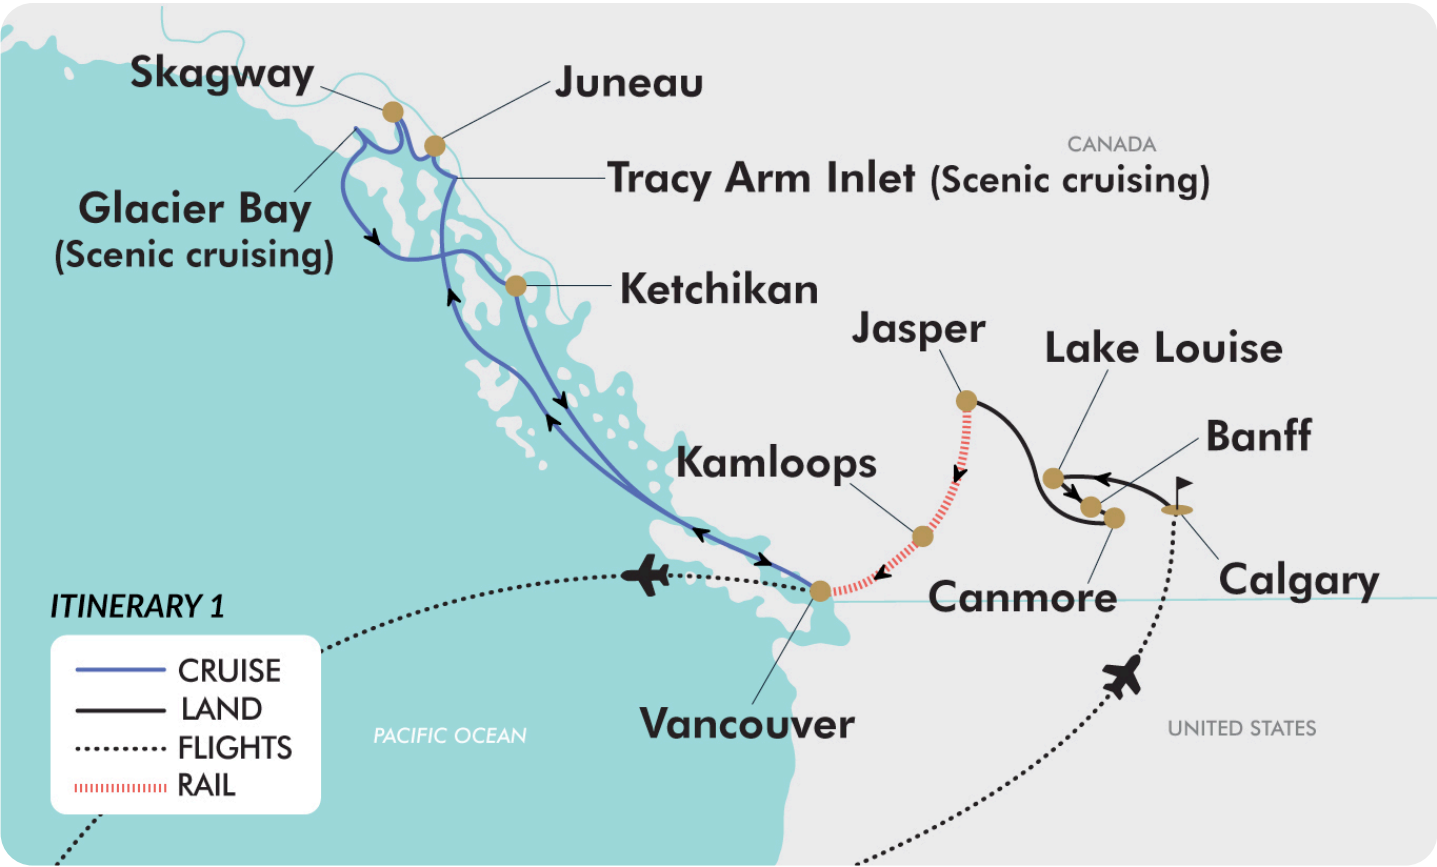 Skagway
Juneau
CANADA
Tracy Arm Inlet (Scenic cruising)
Glacier Bay
(Scenic cruising)
Ketchikan
Jasper
Lake Louise
Banff
Kamloops
Calgary
Canmore
ITINERARY 1
CRUISE
LAND
FLIGHTS
RAIL
PACIFIC OCEAN
Vancouver
UNITED STATES